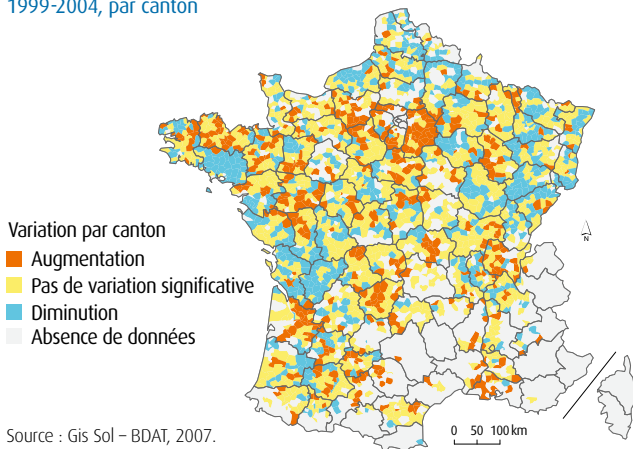 1999-2004, par canton
Variation par canton
Augmentation
Pas de variation significative
Diminution
Absence de données
N
0 50 100 km
Source : Gis Sol – BDAT, 2007.